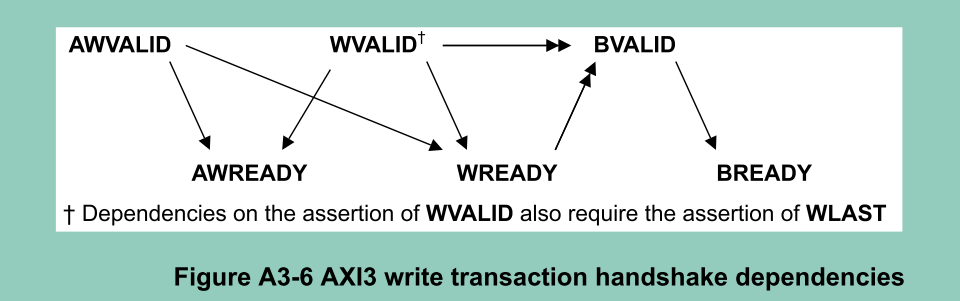 AWVALID WVALID† BVALID
AWREADY WREADY BREADY
† Dependencies on the assertion of WVALID also require the assertion of WLAST
Figure A3-6 AXI3 write transaction handshake dependencies